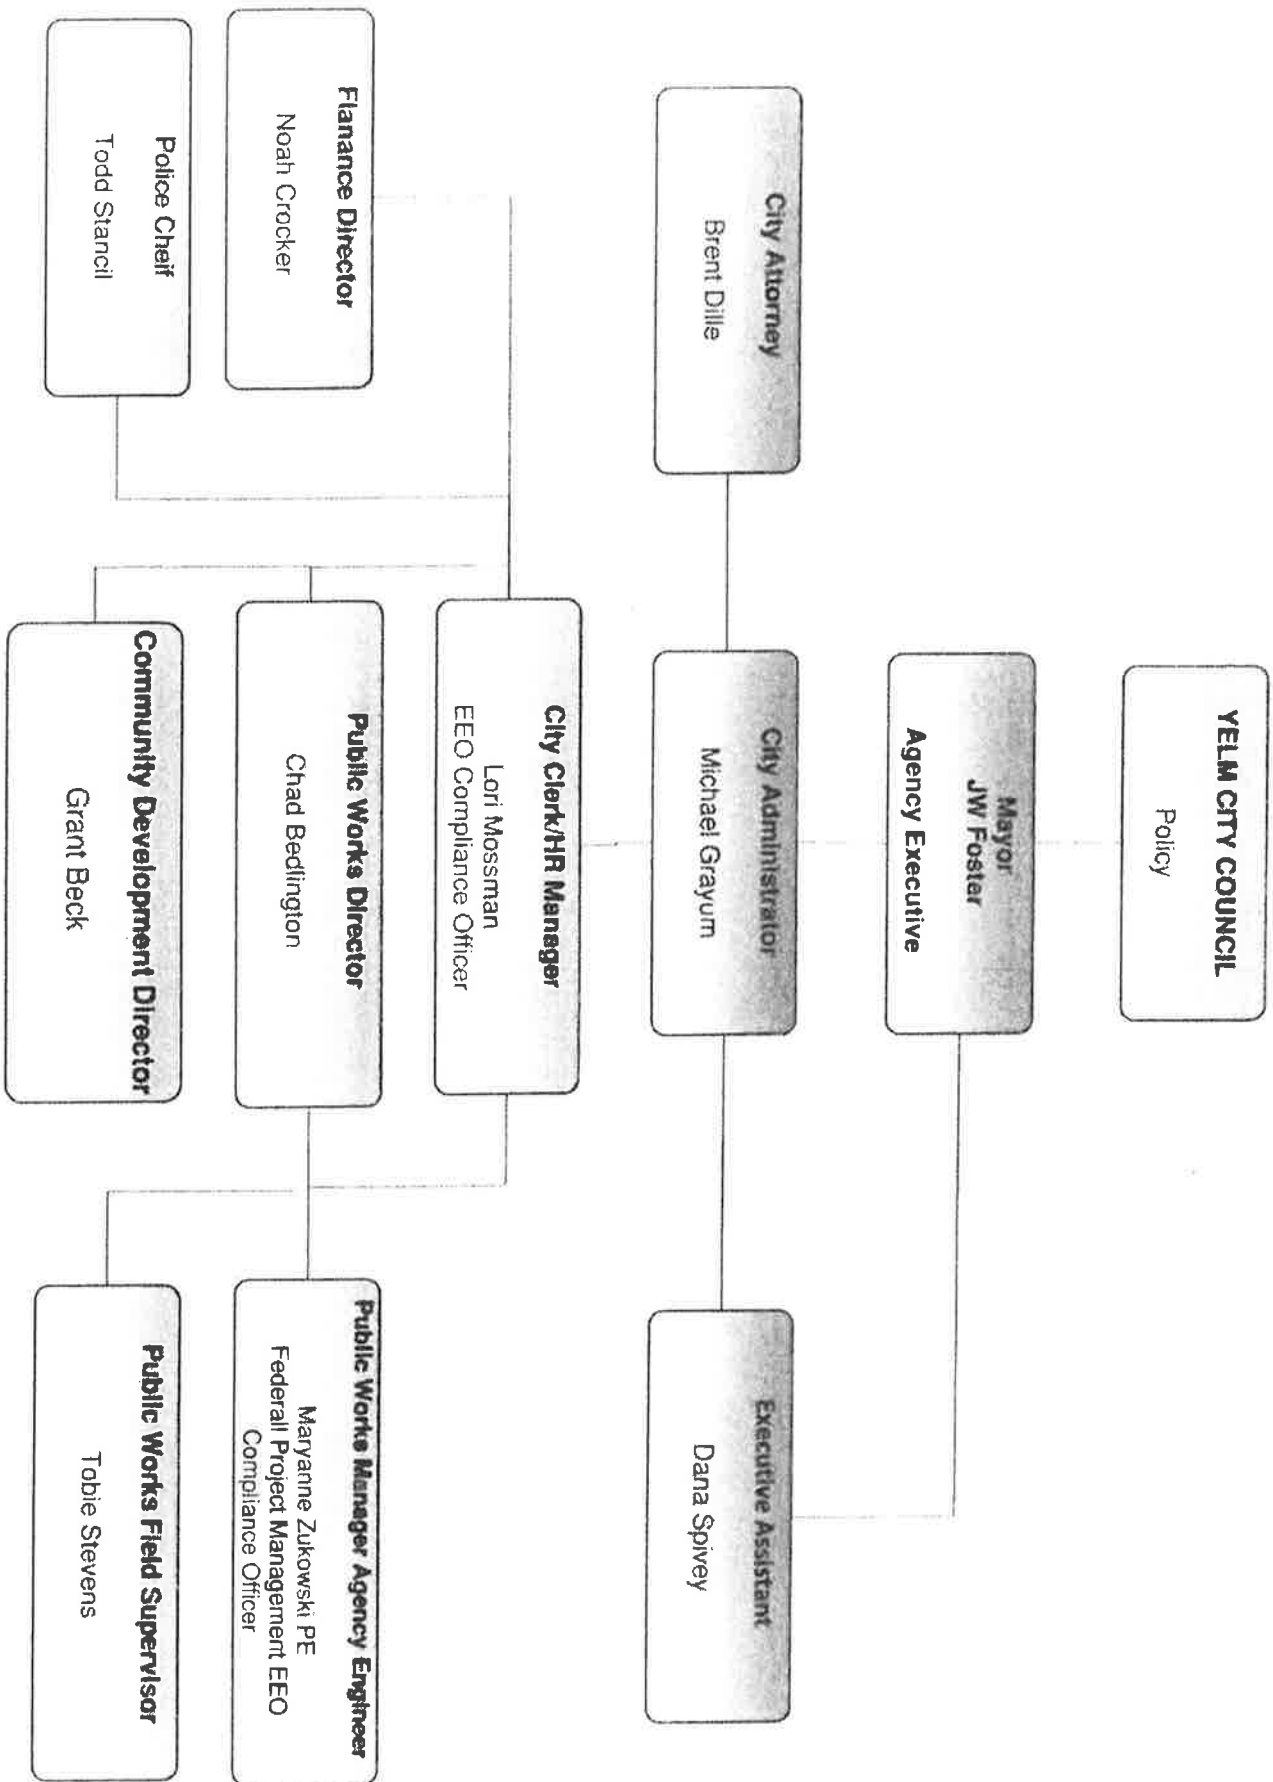 YELM CITY COUNCIL
Policy
Mayor
JW Foster
Agency Executive
City Attorney
Brent Dille
City Administrator
Michael Grayum
Executive Assistant
Dana Spivey
City Clerk/HR Manager
Lori Mossman
EEO Compliance Officer
Flanance Director
Noah Crocker
Public Works Director
Chad Bedlington
Public Works Manager Agency Engineer
Maryanne Zukowski PE
Federall Project Management EEO
Compliance Officer
Police Cheif
Todd Stancil
Community Development Director
Grant Beck
Public Works Field Supervisor
Tobie Stevens